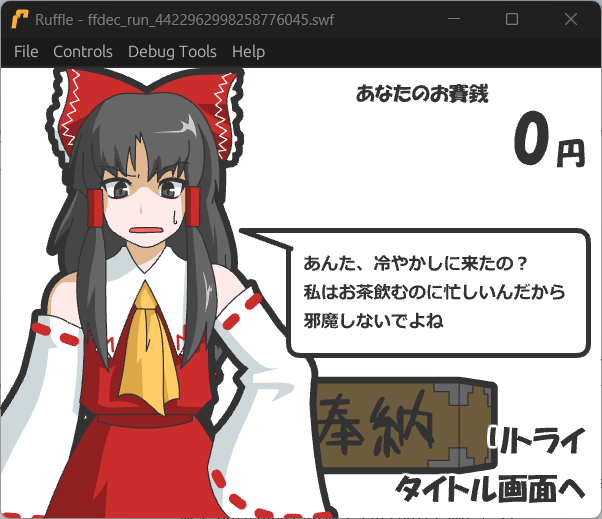 Ruffle - ffdec_run_4422962998258776045.swf
File Controls Debug Tools Help
あなたのお賽銭
0円
あんた、冷やかしに来たの？
私はお茶飲むのに忙しいんだから
邪魔しないでよね
奉納
リトライ
タイトル画面へ